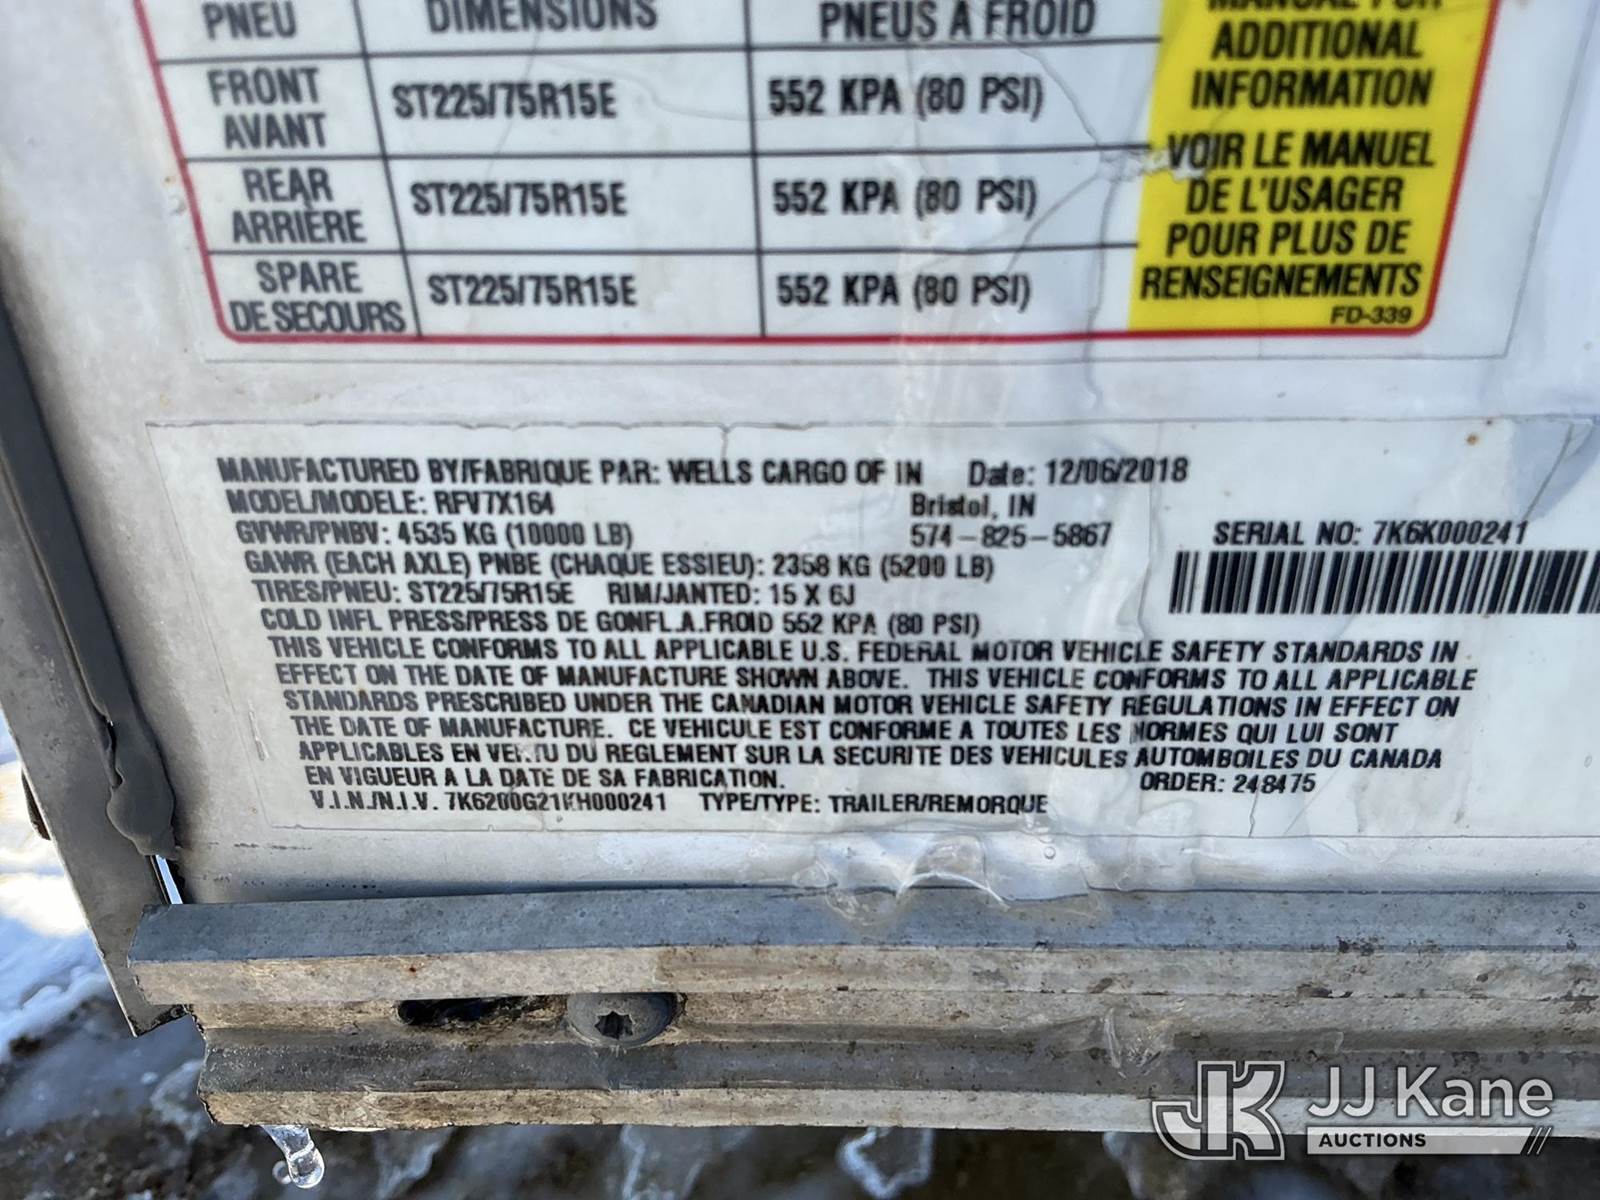 PNEU DIMENSIONS PNEUS À FROID
MANUAL FOR
ADDITIONAL
INFORMATION
VOIR LE MANUEL
DE L'USAGER
POUR PLUS DE
RENSEIGNEMENTS
FD-339
FRONT
AVANT
ST225/75R15E 552 KPA (80 PSI)
REAR
ARRIÈRE
ST225/75R15E 552 KPA (80 PSI)
SPARE
DE SECOURS
ST225/75R15E 552 KPA (80 PSI)
MANUFACTURED BY/FABRIQUE PAR: WELLS CARGO OF IN Date: 12/06/2018
MODEL/MODELE: RFV7X164 Bristol, IN
GVWR/PNBV: 4535 KG (10000 LB) 574-825-5867
SERIAL NO: 7K6K000241
GAWR (EACH AXLE) PNBE (CHAQUE ESSIEU): 2358 KG (5200 LB)
TIRES/PNEU: ST225/75R15E RIM/JANTED: 15 X 6J
COLD INFL PRESS/PRESS DE GONFL.A.FROID 552 KPA (80 PSI)
THIS VEHICLE CONFORMS TO ALL APPLICABLE U.S. FEDERAL MOTOR VEHICLE SAFETY STANDARDS IN
EFFECT ON THE DATE OF MANUFACTURE SHOWN ABOVE. THIS VEHICLE CONFORMS TO ALL APPLICABLE
STANDARDS PRESCRIBED UNDER THE CANADIAN MOTOR VEHICLE SAFETY REGULATIONS IN EFFECT ON
THE DATE OF MANUFACTURE. CE VEHICULE EST CONFORME A TOUTES LES NORMES QUI LUI SONT
APPLICABLES EN VERTU DU REGLEMENT SUR LA SECURITE DES VEHICULES AUTOMBOILES DU CANADA
EN VIGUEUR A LA DATE DE SA FABRICATION. ORDER: 248475
V.I.N./N.I.V. 7K6200G21KH000241 TYPE/TYPE: TRAILER/REMORQUE
JK JJ Kane
AUCTIONS